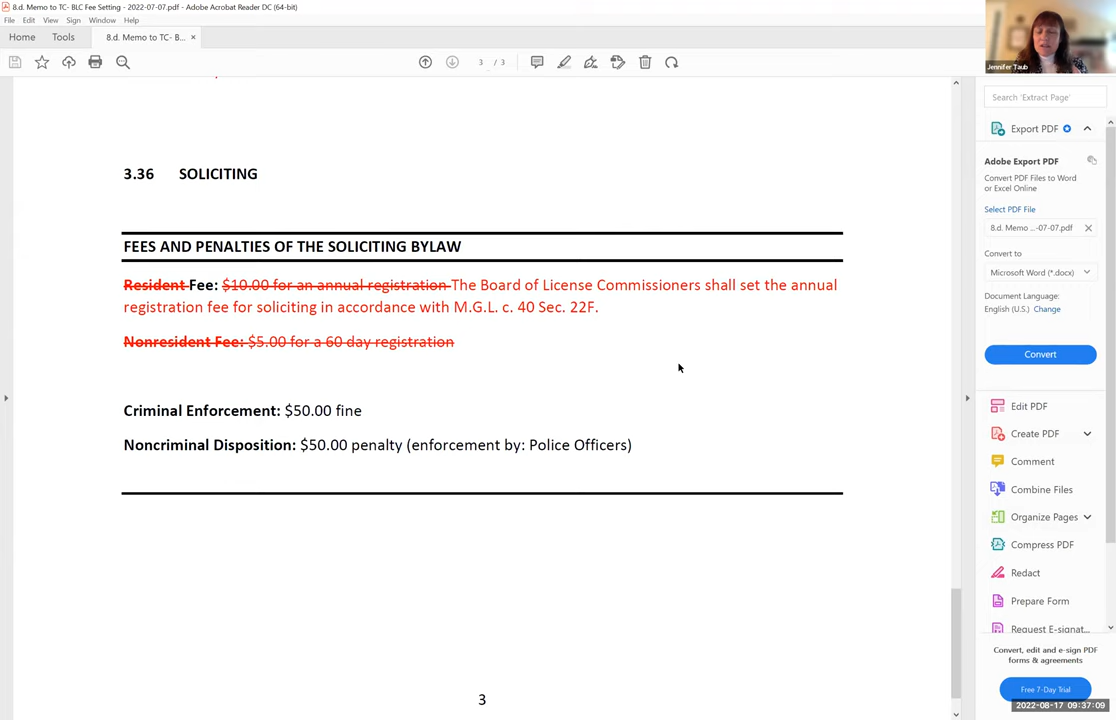 8.d. Memo to TC- BLC Fee Setting - 2022-07-07.pdf - Adobe Acrobat Reader DC (64-bit)
File Edit View Sign Window Help
Home Tools 8.d. Memo to TC- B... ×
3 / 3
Jennifer Taub
Search 'Extract Page'
Export PDF
Adobe Export PDF
Convert PDF Files to Word
or Excel Online
Select PDF File
8.d. Memo ...-07-07.pdf
Convert to
Microsoft Word (*.docx)
Document Language:
English (U.S.) Change
Convert
Edit PDF
Create PDF
Comment
Combine Files
Organize Pages
Compress PDF
Redact
Prepare Form
Request E-signat...
Convert, edit and e-sign PDF
forms & agreements
Free 7-Day Trial
2022-08-17 09:37:09
3.36 SOLICITING
FEES AND PENALTIES OF THE SOLICITING BYLAW
Resident Fee: $10.00 for an annual registration The Board of License Commissioners shall set the annual
registration fee for soliciting in accordance with M.G.L. c. 40 Sec. 22F.
Nonresident Fee: $5.00 for a 60 day registration
Criminal Enforcement: $50.00 fine
Noncriminal Disposition: $50.00 penalty (enforcement by: Police Officers)
3